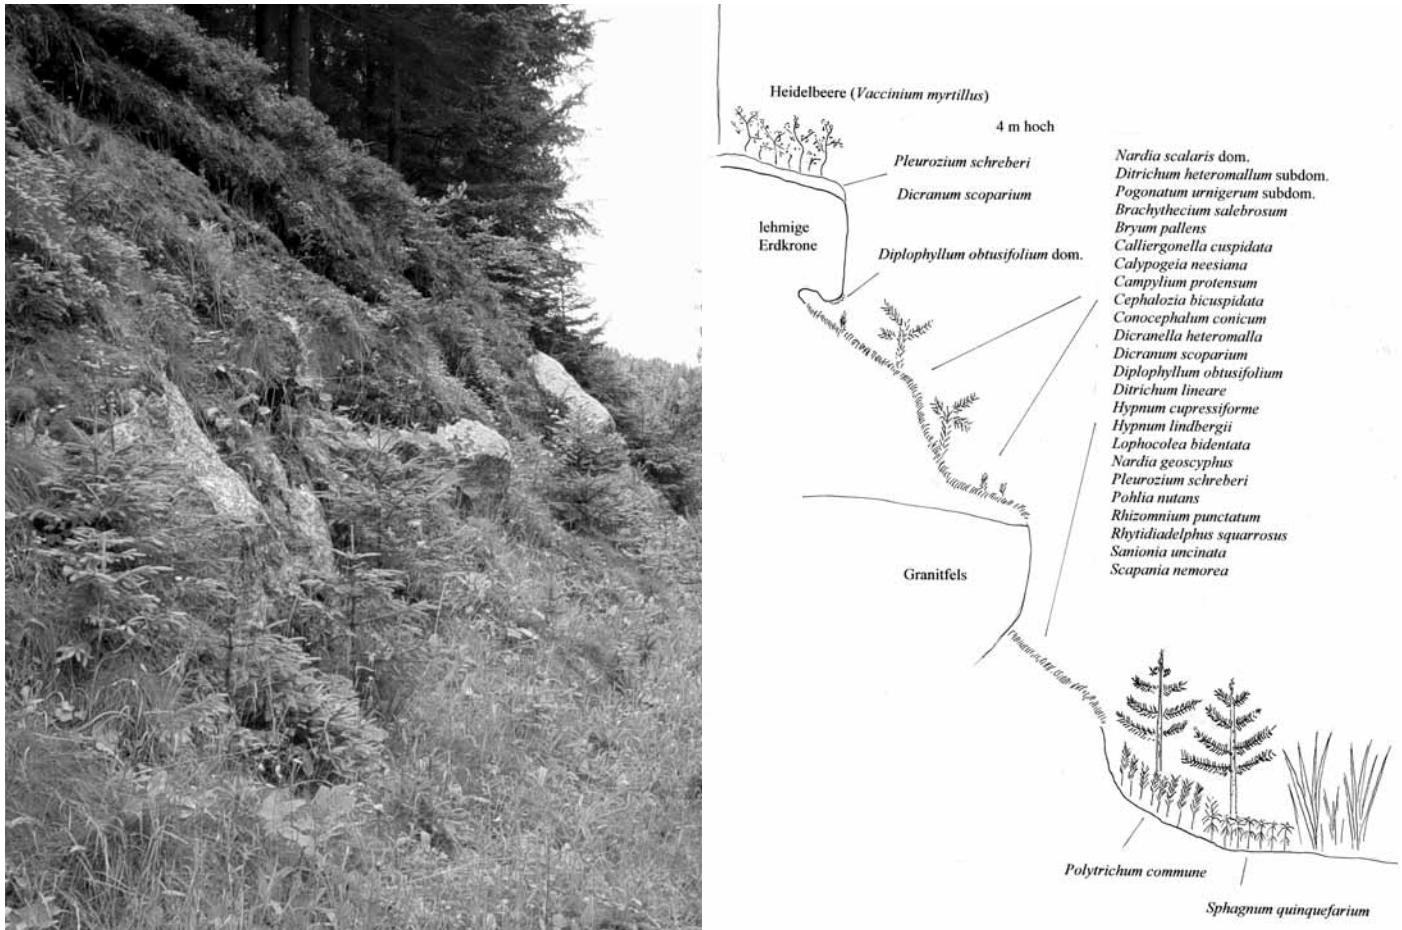 Heidelbeere (Vaccinium myrtillus)
4 m hoch
Pleurozium schreberi
Dicranum scoparium
lehmige
Erdkrone
Diplophyllum obtusifolium dom.
Nardia scalaris dom.
Ditrichum heteromallum subdom.
Pogonatum urnigerum subdom.
Brachythecium salebrosum
Bryum pallens
Calliergonella cuspidata
Calypogeia neesiana
Campylium protensum
Cephalozia bicuspidata
Conocephalum conicum
Dicranella heteromalla
Dicranum scoparium
Diplophyllum obtusifolium
Ditrichum lineare
Hypnum cupressiforme
Hypnum lindbergii
Lophocolea bidentata
Nardia geoscyphus
Pleurozium schreberi
Pohlia nutans
Rhizomnium punctatum
Rhytidiadelphus squarrosus
Sanionia uncinata
Scapania nemorea
Granitfels
Polytrichum commune
Sphagnum quinquefarium